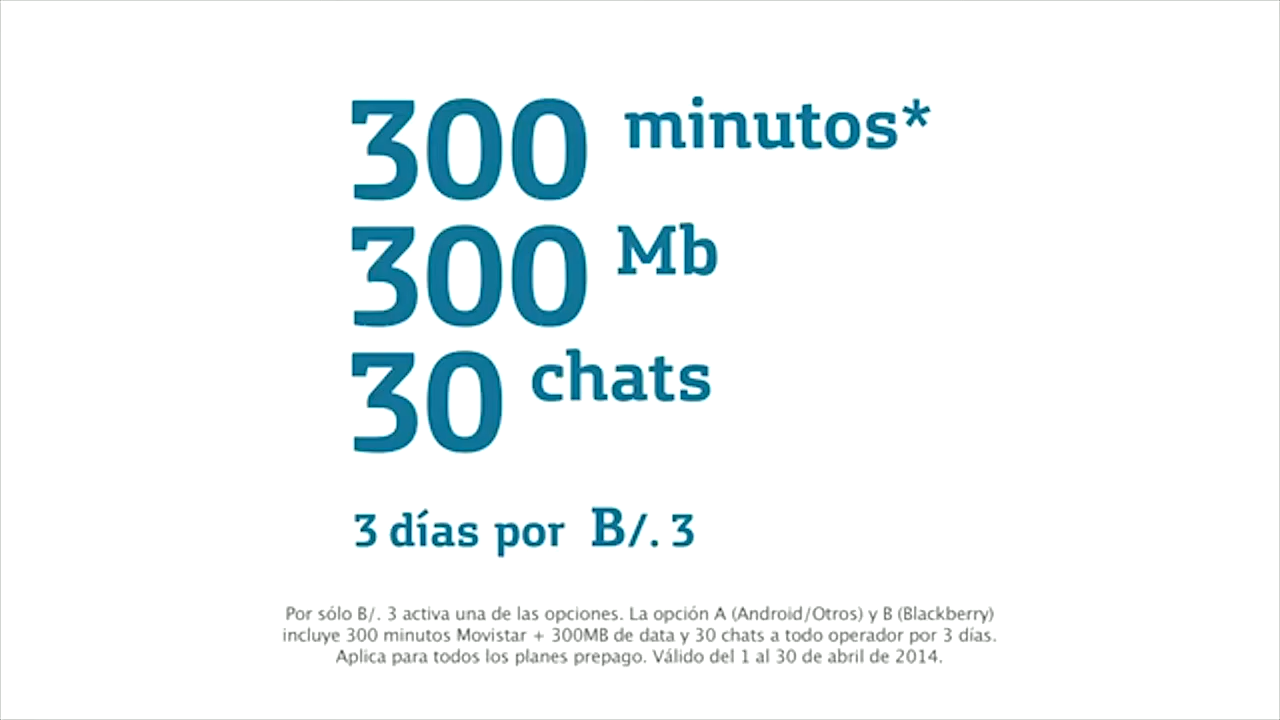 300 minutos*
300 Mb
30 chats
3 días por B/. 3
Por sólo B/. 3 activa una de las opciones. La opción A (Android/Otros) y B (Blackberry)
incluye 300 minutos Movistar + 300MB de data y 30 chats a todo operador por 3 días.
Aplica para todos los planes prepago. Válido del 1 al 30 de abril de 2014.